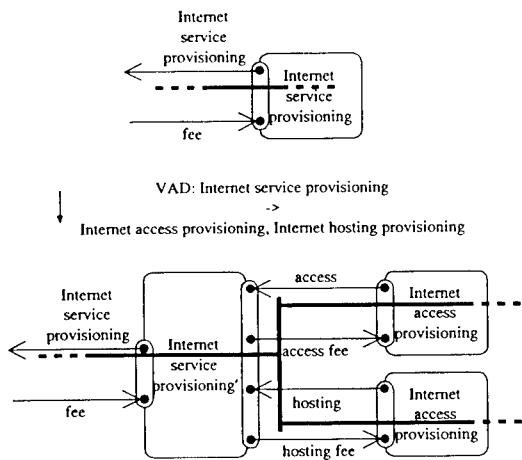 Internet
service
provisioning
Internet
service
provisioning
fee
VAD: Internet service provisioning
->
Internet access provisioning, Internet hosting provisioning
access
Internet
service
provisioning
Internet
access
provisioning
Internet
service
provisioning'
access fee
fee
hosting
Internet
access
provisioning
hosting fee